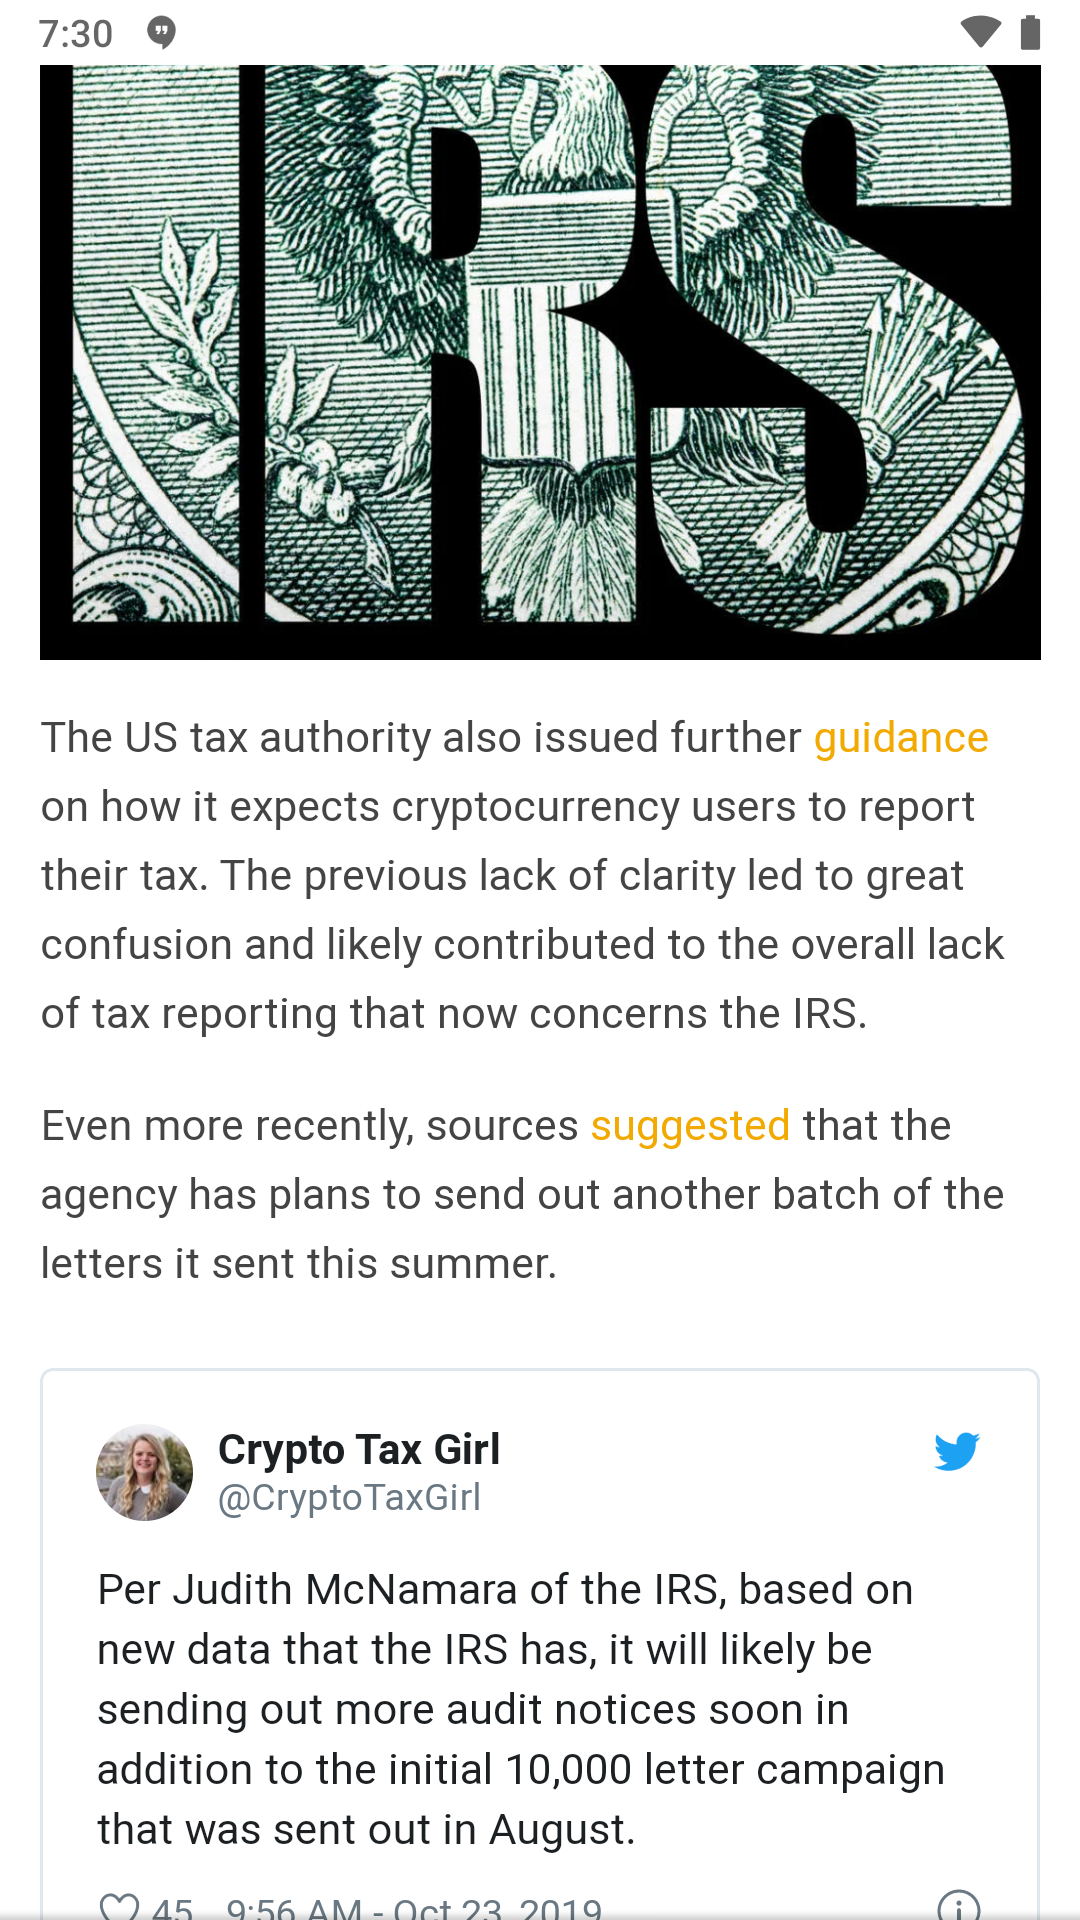 7:30
IRS
The US tax authority also issued further guidance
on how it expects cryptocurrency users to report
their tax. The previous lack of clarity led to great
confusion and likely contributed to the overall lack
of tax reporting that now concerns the IRS.
Even more recently, sources suggested that the
agency has plans to send out another batch of the
letters it sent this summer.
Crypto Tax Girl
@CryptoTaxGirl
Per Judith McNamara of the IRS, based on
new data that the IRS has, it will likely be
sending out more audit notices soon in
addition to the initial 10,000 letter campaign
that was sent out in August.
45 9:56 AM - Oct 23, 2019